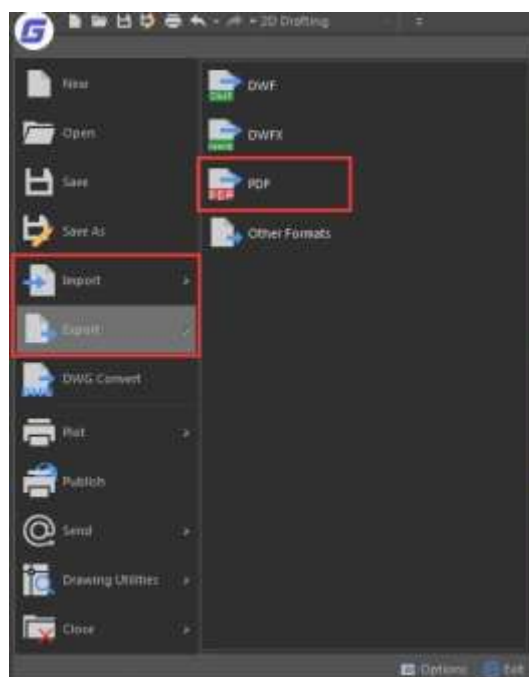 2D Drafting
New
Open
Save
Save As
Import
Export
DWG Convert
Plot
Publish
Send
Drawing Utilities
Close
DWF
DWFX
PDF
Other Formats
Options
Exit